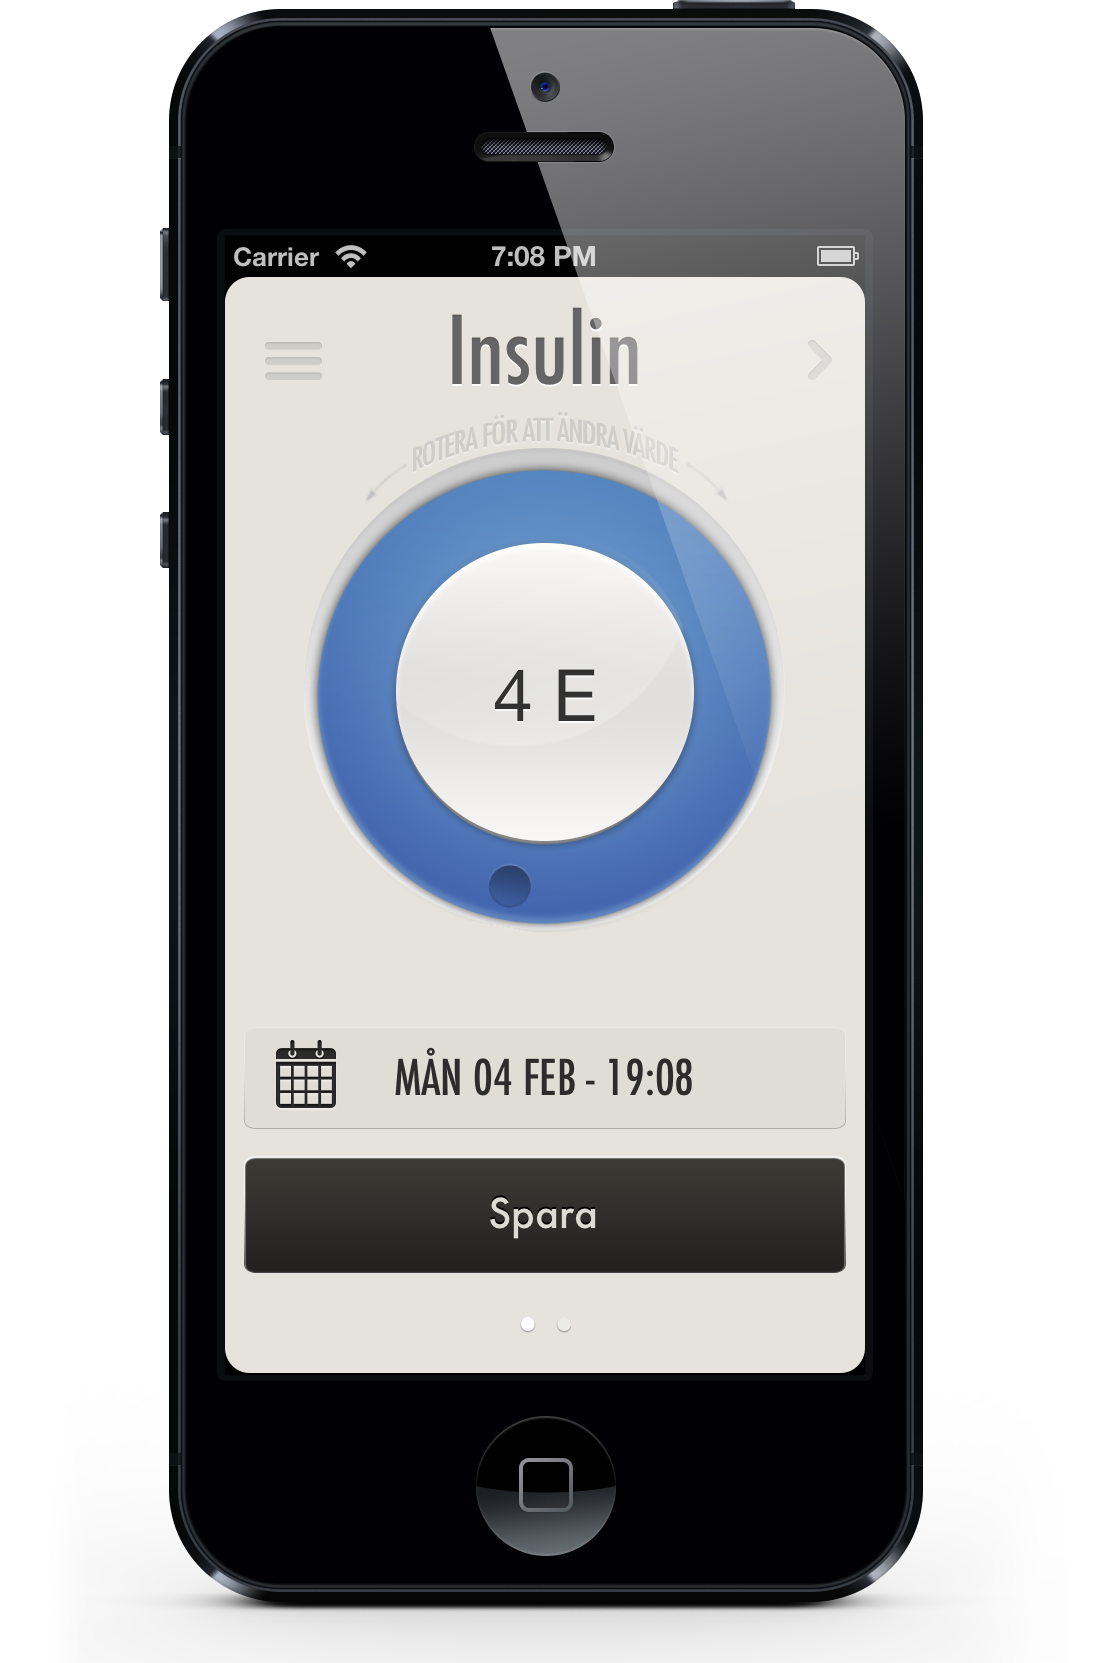 Carrier 7:08 PM
Insulin
ROTERA FÖR ATT ÄNDRA VÄRDE
4 E
MÅN 04 FEB - 19:08
Spara